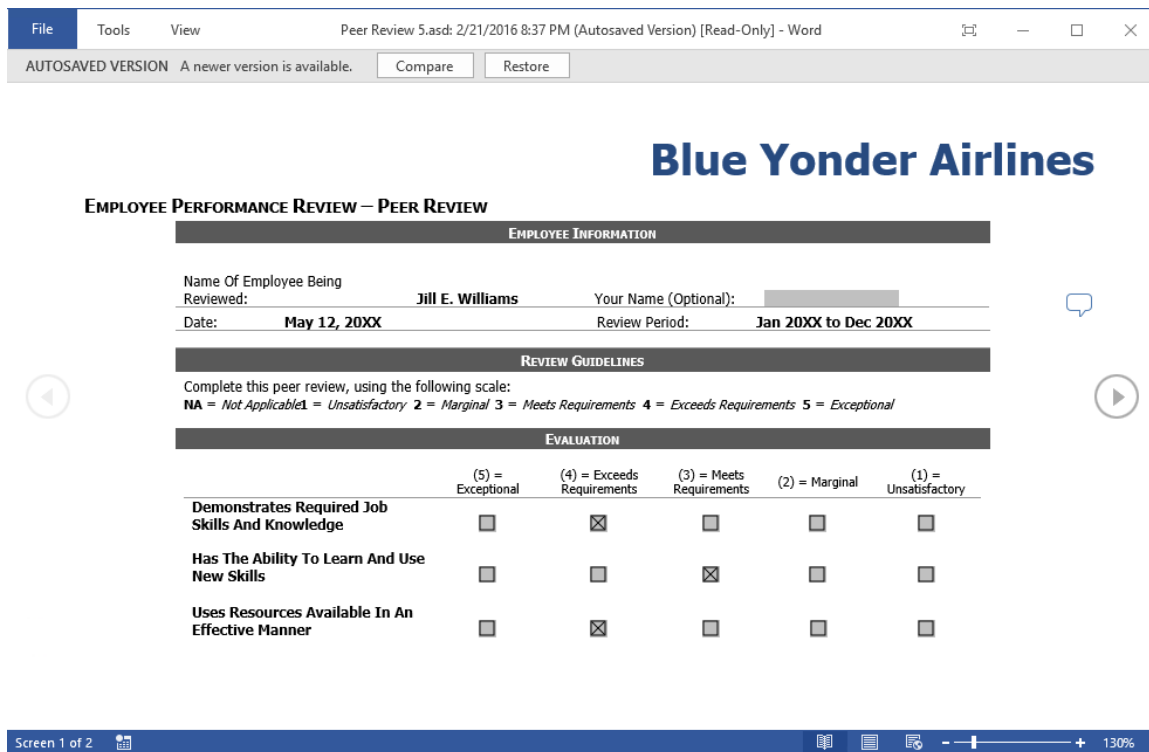 File Tools View Peer Review 5.asd: 2/21/2016 8:37 PM (Autosaved Version) [Read-Only] - Word
AUTOSAVED VERSION A newer version is available. Compare Restore
Blue Yonder Airlines
EMPLOYEE PERFORMANCE REVIEW – PEER REVIEW
EMPLOYEE INFORMATION
Name Of Employee Being
Reviewed: Jill E. Williams Your Name (Optional):
Date: May 12, 20XX Review Period: Jan 20XX to Dec 20XX
REVIEW GUIDELINES
Complete this peer review, using the following scale:
NA = Not Applicable1 = Unsatisfactory 2 = Marginal 3 = Meets Requirements 4 = Exceeds Requirements 5 = Exceptional
EVALUATION
(5) = Exceptional (4) = Exceeds Requirements (3) = Meets Requirements (2) = Marginal (1) = Unsatisfactory
Demonstrates Required Job
Skills And Knowledge
Has The Ability To Learn And Use
New Skills
Uses Resources Available In An
Effective Manner
Screen 1 of 2 130%